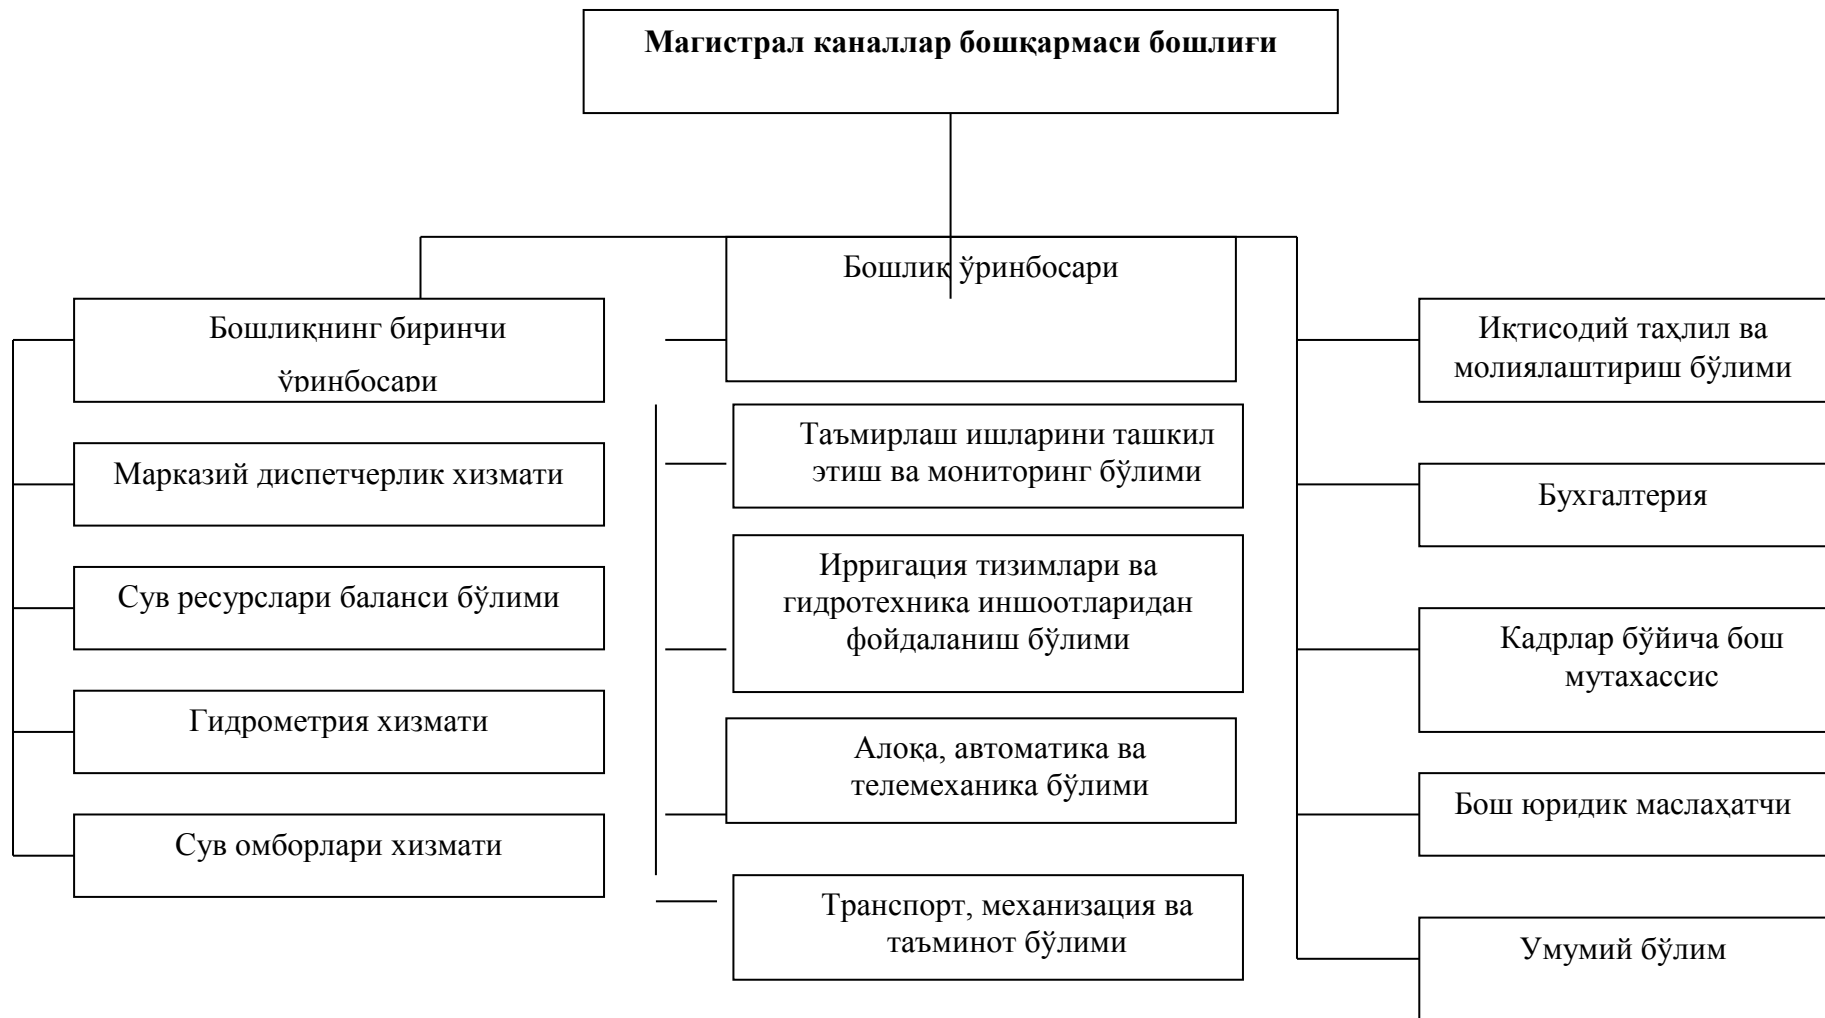 Магистрал каналлар бошқармаси бошлиғи
Бошлиқ ўринбосари
Бошлиқнинг биринчи
ўринбосари
Марказий диспетчерлик хизмати
Сув ресурслари баланси бўлими
Гидрометрия хизмати
Сув омборлари хизмати
Таъмирлаш ишларини ташкил
этиш ва мониторинг бўлими
Ирригация тизимлари ва
гидротехника иншоотларидан
фойдаланиш бўлими
Алоқа, автоматика ва
телемеханика бўлими
Транспорт, механизация ва
таъминот бўлими
Иқтисодий таҳлил ва
молиялаштириш бўлими
Бухгалтерия
Кадрлар бўйича бош
мутахассис
Бош юридик маслаҳатчи
Умумий бўлим